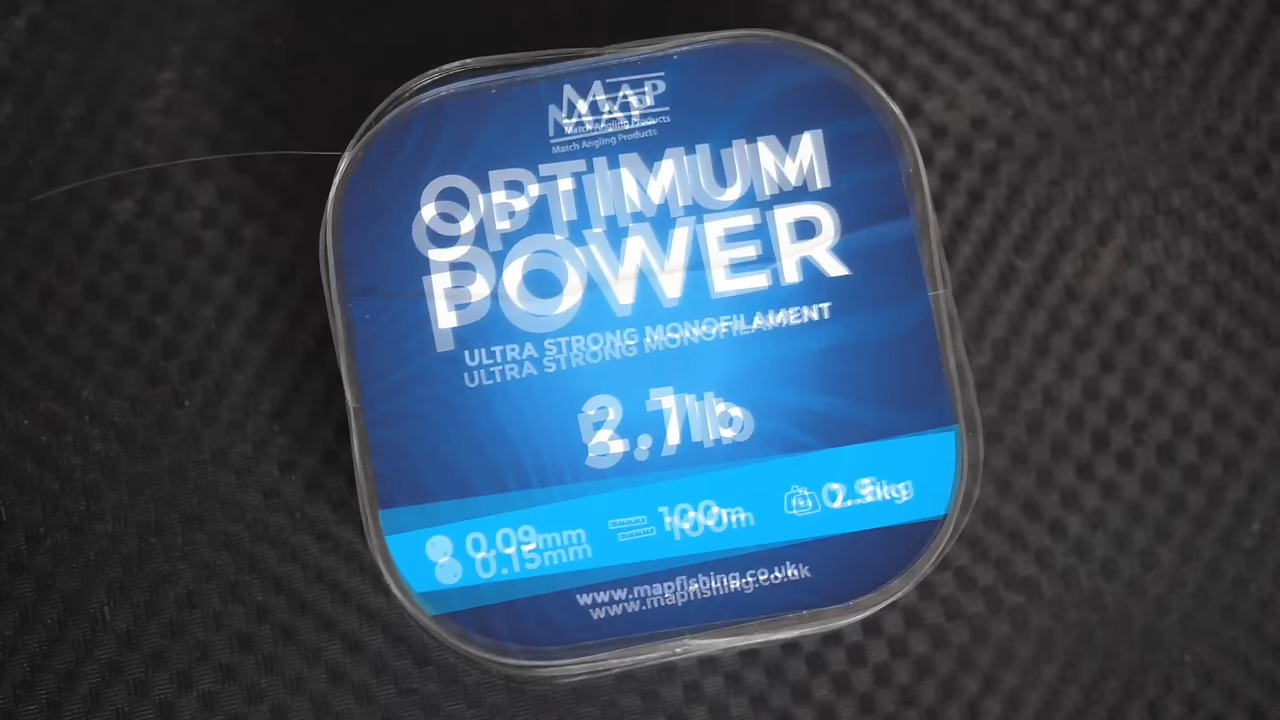 MAP
Match Angling Products
OPTIMUM
POWER
ULTRA STRONG MONOFILAMENT
0.09mm
0.15mm
100m
www.mapfishing.co.uk